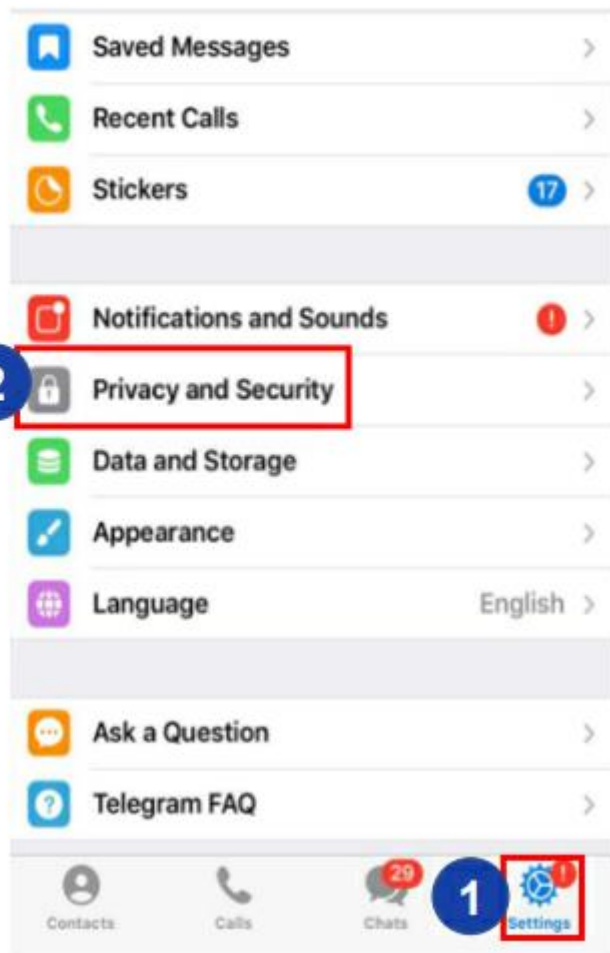 Saved Messages
Recent Calls
Stickers 17
Notifications and Sounds !
2 Privacy and Security
Data and Storage
Appearance
Language English
Ask a Question
? Telegram FAQ
29 1 !
Contacts Calls Chats Settings